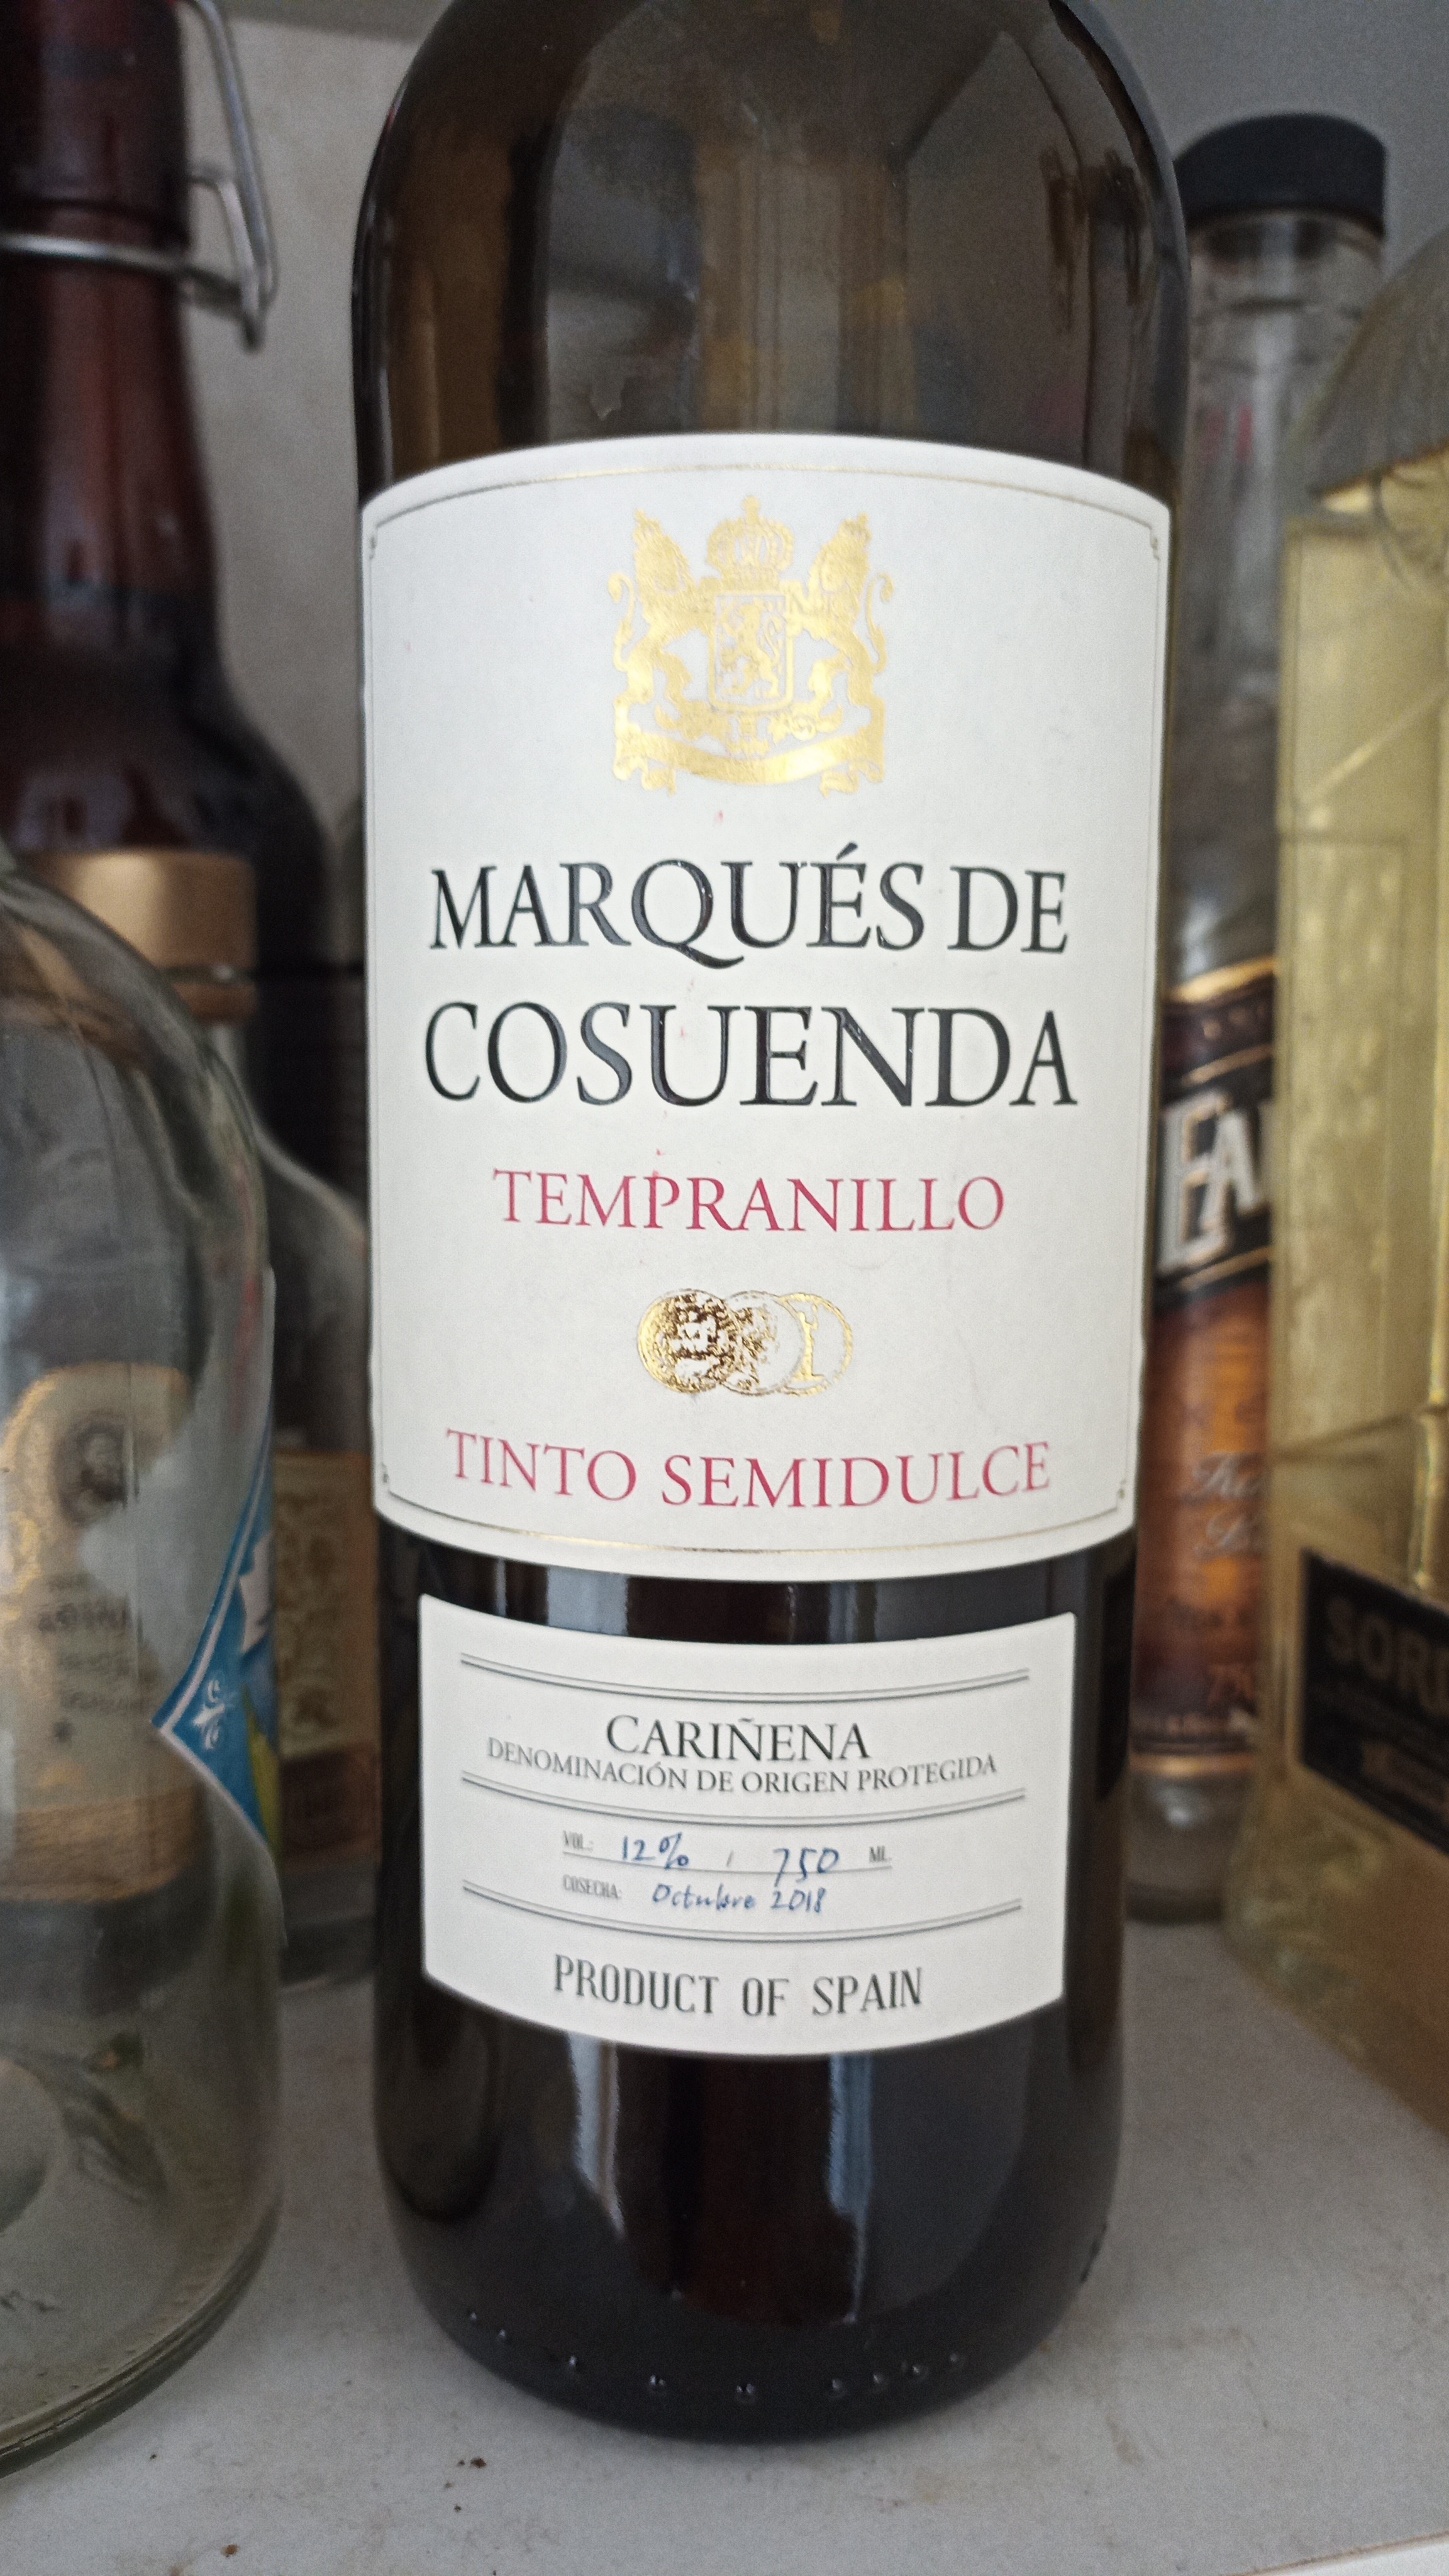 MARQUÉS DE
COSUENDA
TEMPRANILLO
TINTO SEMIDULCE
CARIÑENA
DENOMINACIÓN DE ORIGEN PROTEGIDA
VOL.: 12% / 750 ML.
COSECHA: Octubre 2018
PRODUCT OF SPAIN